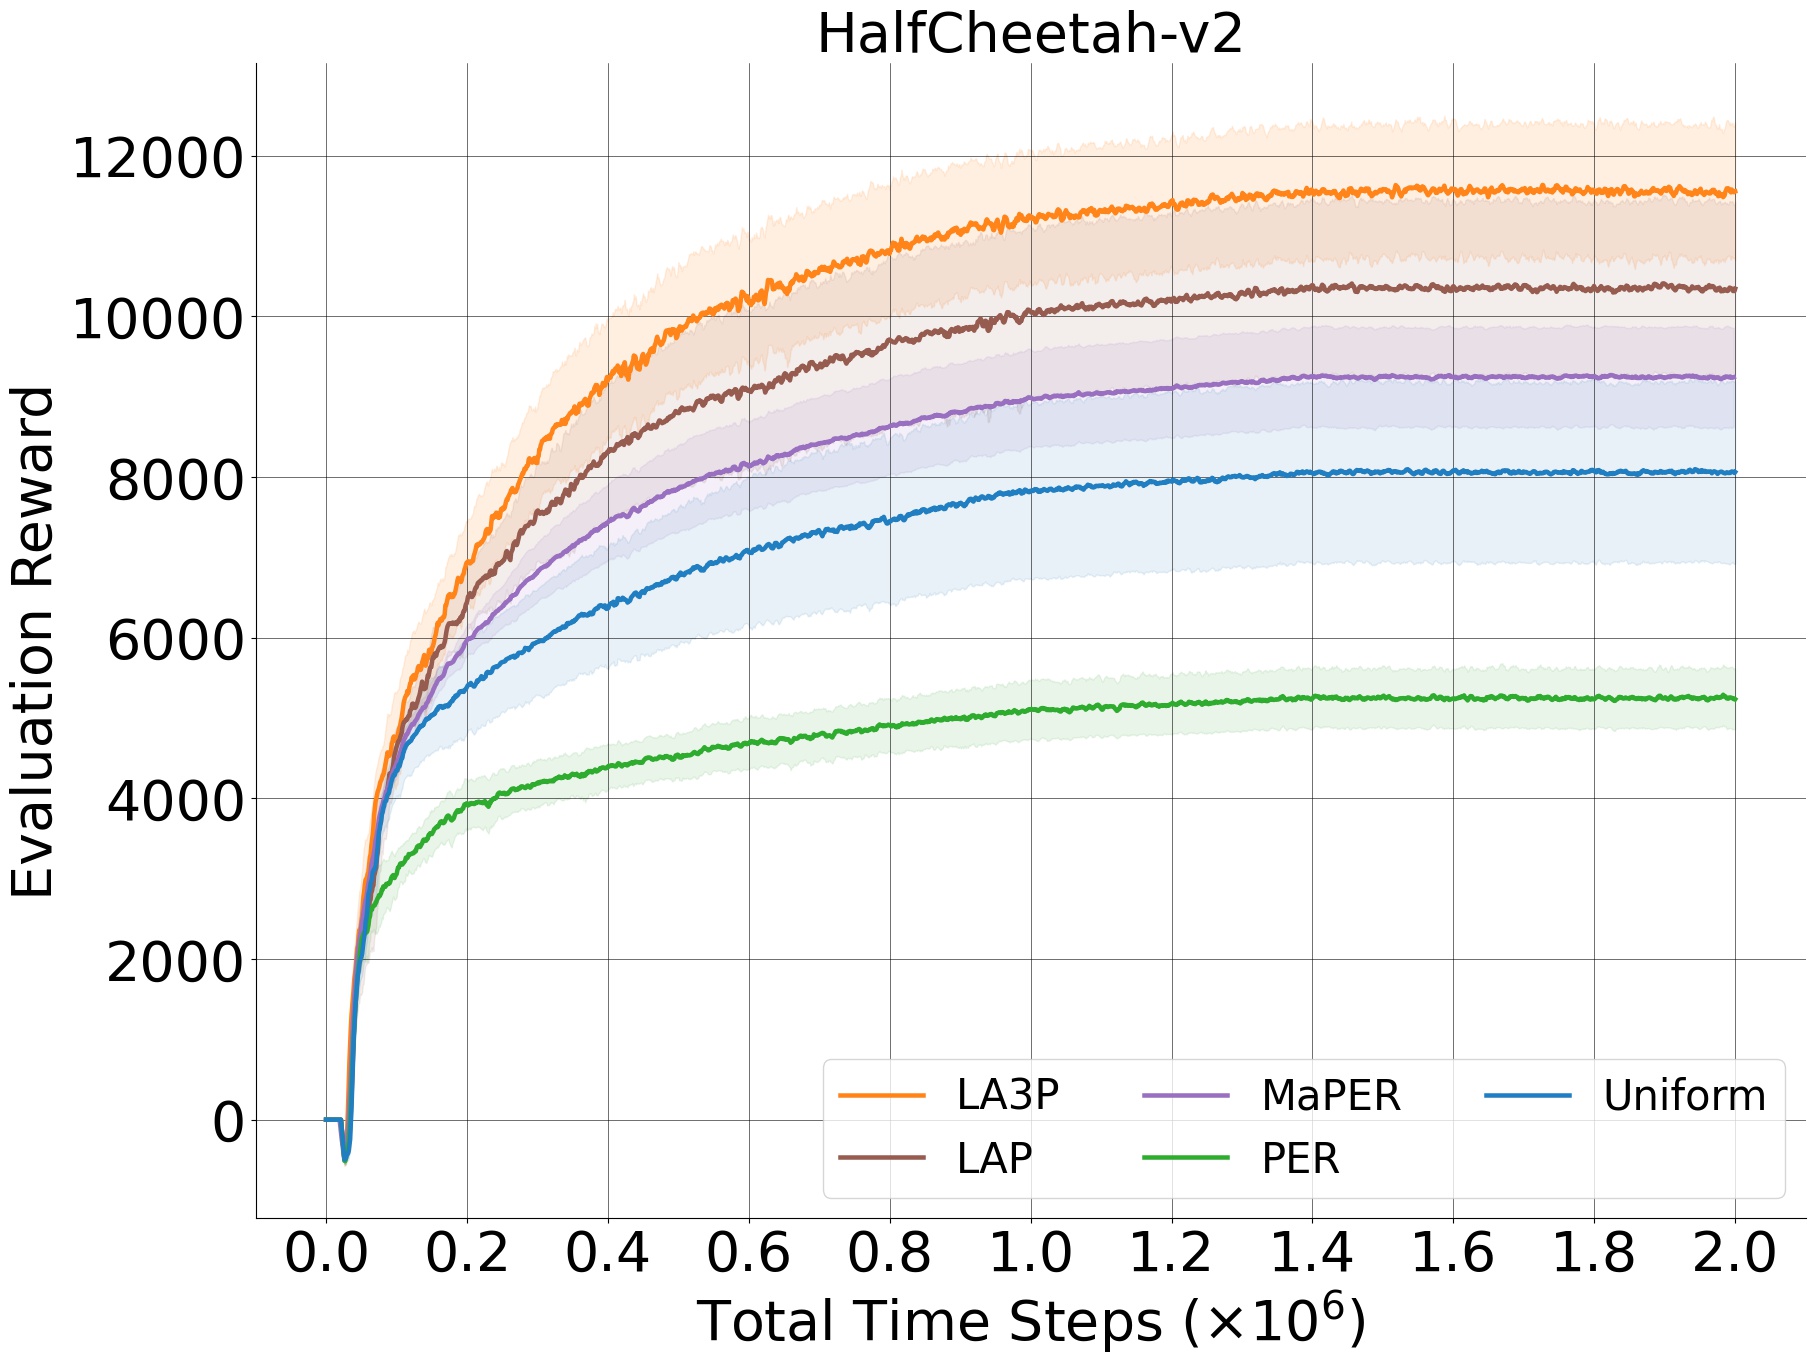 HalfCheetah-v2
Evaluation Reward
12000
10000
8000
6000
4000
2000
0
LA3P MaPER Uniform
LAP PER
0.0 0.2 0.4 0.6 0.8 1.0 1.2 1.4 1.6 1.8 2.0
Total Time Steps (×10⁶)